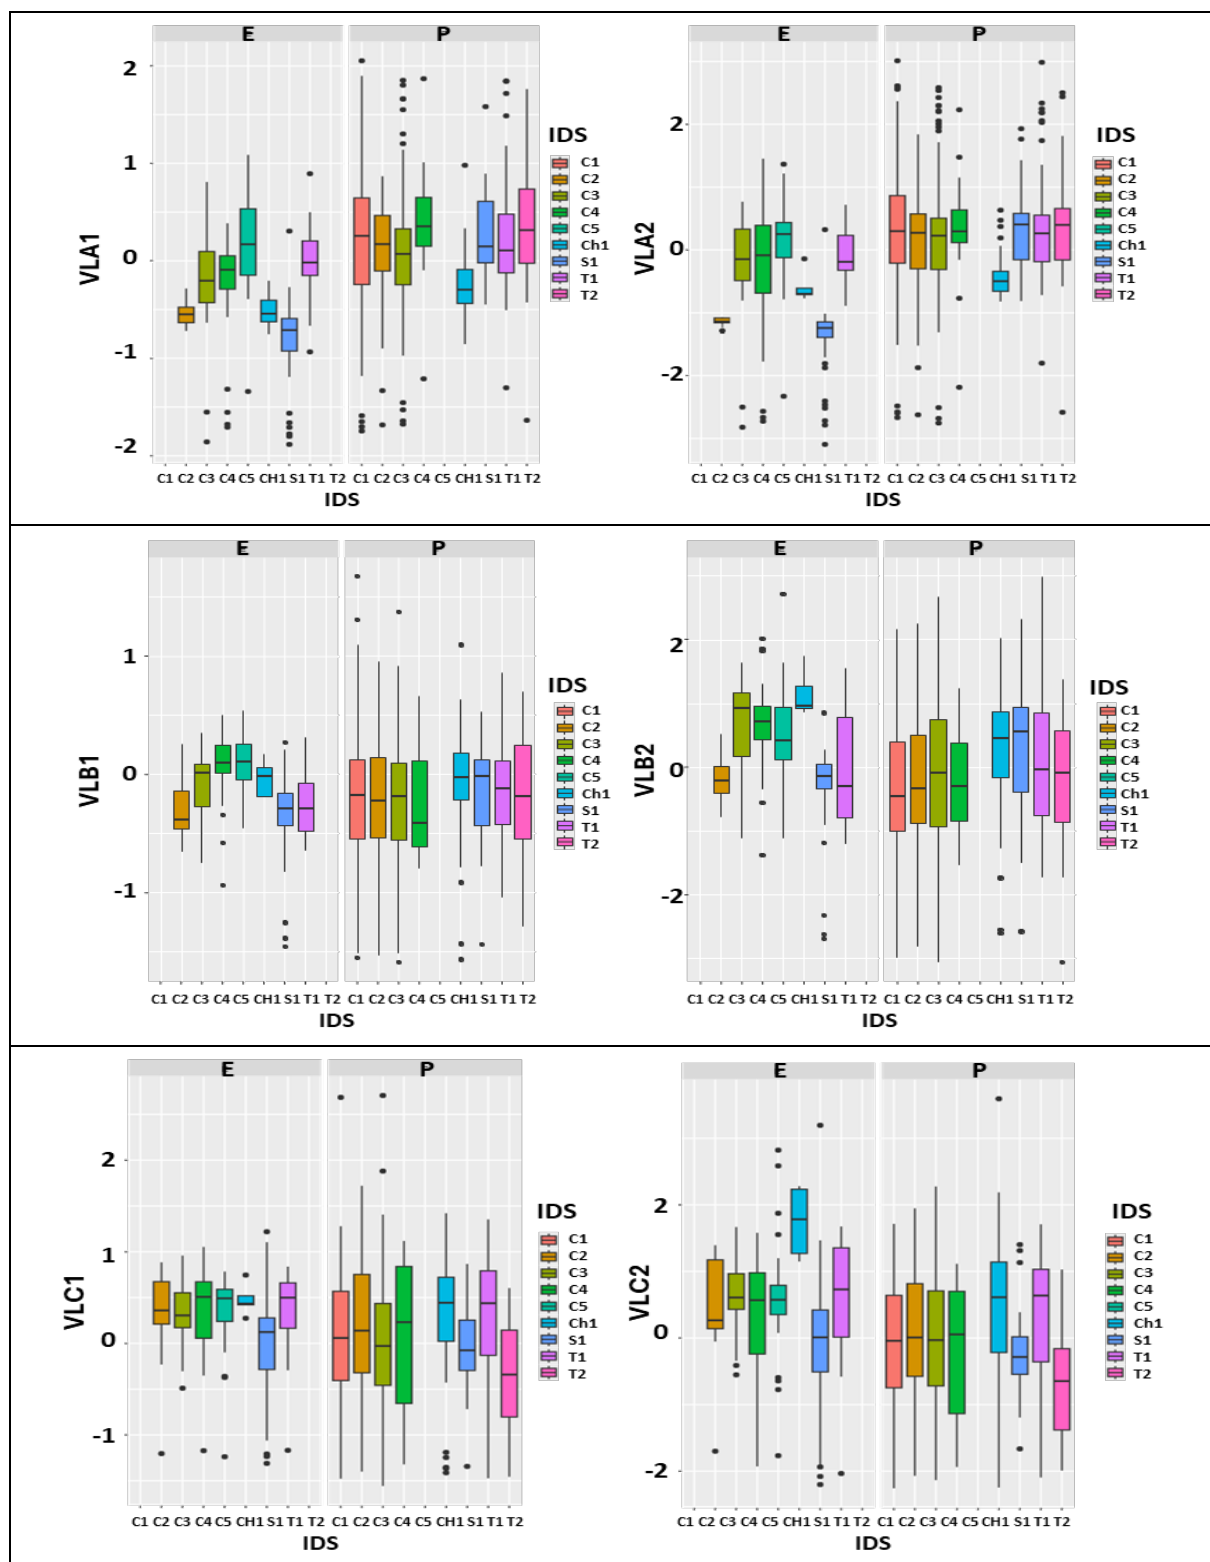 E P E P
2 1 0 -1 -2
VLA1
C1 C2 C3 C4 C5 CH1 S1 T1 T2 C1 C2 C3 C4 C5 CH1 S1 T1 T2
IDS
IDS
C1
C2
C3
C4
C5
Ch1
S1
T1
T2
2 0 -2
VLA2
C1 C2 C3 C4 C5 CH1 S1 T1 T2 C1 C2 C3 C4 C5 CH1 S1 T1 T2
IDS
IDS
C1
C2
C3
C4
C5
Ch1
S1
T1
T2
E P E P
1 0 -1
VLB1
C1 C2 C3 C4 C5 CH1 S1 T1 T2 C1 C2 C3 C4 C5 CH1 S1 T1 T2
IDS
IDS
C1
C2
C3
C4
C5
Ch1
S1
T1
T2
2 0 -2
VLB2
C1 C2 C3 C4 C5 CH1 S1 T1 T2 C1 C2 C3 C4 C5 CH1 S1 T1 T2
IDS
IDS
C1
C2
C3
C4
C5
Ch1
S1
T1
T2
E P E P
2 1 0 -1
VLC1
C1 C2 C3 C4 C5 CH1 S1 T1 T2 C1 C2 C3 C4 C5 CH1 S1 T1 T2
IDS
IDS
C1
C2
C3
C4
C5
Ch1
S1
T1
T2
2 0 -2
VLC2
C1 C2 C3 C4 C5 CH1 S1 T1 T2 C1 C2 C3 C4 C5 CH1 S1 T1 T2
IDS
IDS
C1
C2
C3
C4
C5
Ch1
S1
T1
T2